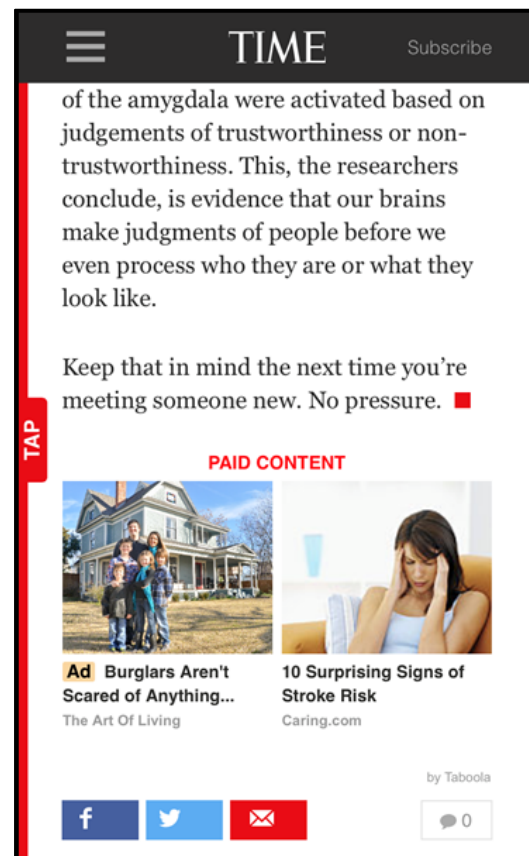 TIME
Subscribe
of the amygdala were activated based on
judgements of trustworthiness or non-
trustworthiness. This, the researchers
conclude, is evidence that our brains
make judgments of people before we
even process who they are or what they
look like.
Keep that in mind the next time you're
meeting someone new. No pressure.
TAP
PAID CONTENT
Ad Burglars Aren't
Scared of Anything...
The Art Of Living
10 Surprising Signs of
Stroke Risk
Caring.com
by Taboola
f
0